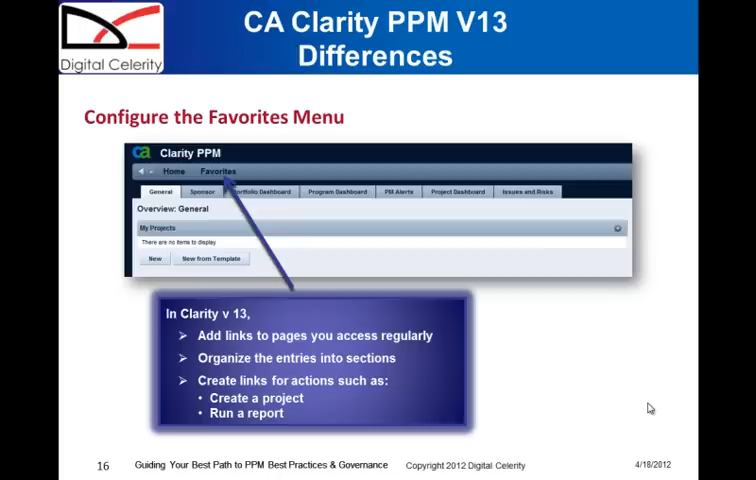 Digital Celerity
CA Clarity PPM V13
Differences
Configure the Favorites Menu
ca Clarity PPM
Home Favorites
General Sponsor Portfolio Dashboard Program Dashboard PM Alerts Project Dashboard Issues and Risks
Overview: General
My Projects
There are no items to display
New New from Template
In Clarity v 13,
Add links to pages you access regularly
Organize the entries into sections
Create links for actions such as:
• Create a project
• Run a report
16 Guiding Your Best Path to PPM Best Practices & Governance Copyright 2012 Digital Celerity 4/18/2012